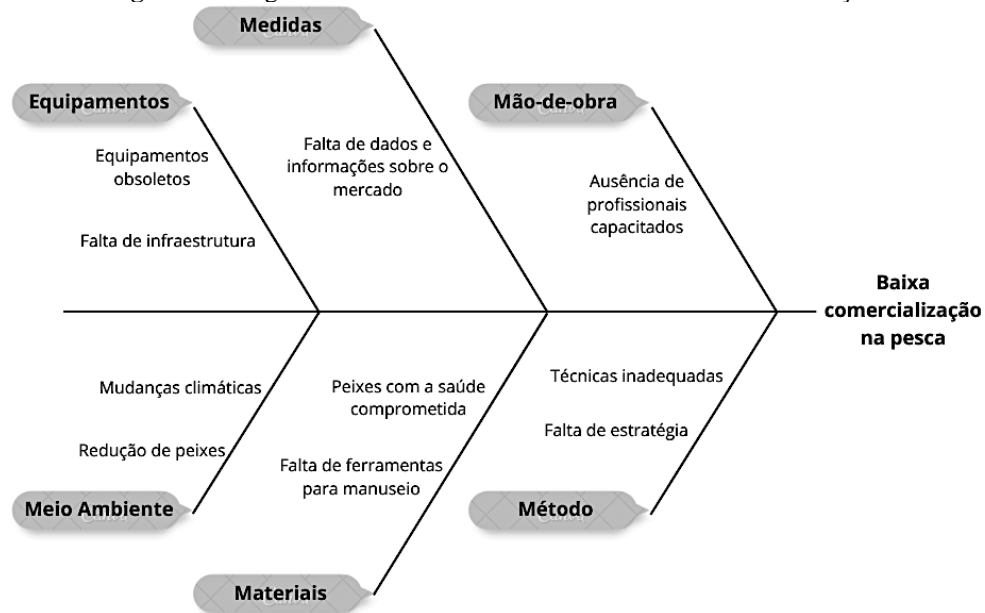 Medidas
Equipamentos
Mão-de-obra
Equipamentos
obsoletos
Falta de infraestrutura
Falta de dados e
informações sobre o
mercado
Ausência de
profissionais
capacitados
Baixa
comercialização
na pesca
Mudanças climáticas
Redução de peixes
Peixes com a saúde
comprometida
Falta de ferramentas
para manuseio
Técnicas inadequadas
Falta de estratégia
Meio Ambiente
Método
Materiais